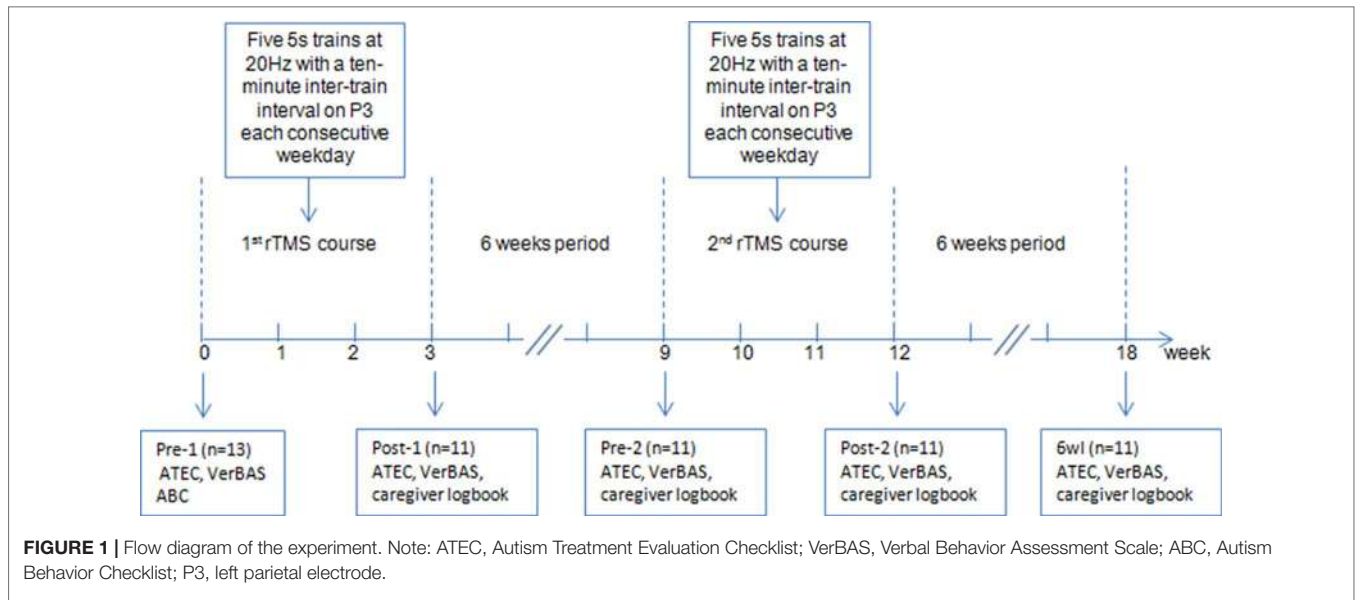 Five 5s trains at
20Hz with a ten-
minute inter-train
interval on P3
each consecutive
weekday
Five 5s trains at
20Hz with a ten-
minute inter-train
interval on P3
each consecutive
weekday
1st rTMS course
6 weeks period
2nd rTMS course
6 weeks period
0 1 2 3 9 10 11 12 18 week
Pre-1 (n=13)
ATEC, VerBAS
ABC
Post-1 (n=11)
ATEC, VerBAS,
caregiver logbook
Pre-2 (n=11)
ATEC, VerBAS,
caregiver logbook
Post-2 (n=11)
ATEC, VerBAS,
caregiver logbook
6wl (n=11)
ATEC, VerBAS,
caregiver logbook
FIGURE 1 | Flow diagram of the experiment. Note: ATEC, Autism Treatment Evaluation Checklist; VerBAS, Verbal Behavior Assessment Scale; ABC, Autism
Behavior Checklist; P3, left parietal electrode.